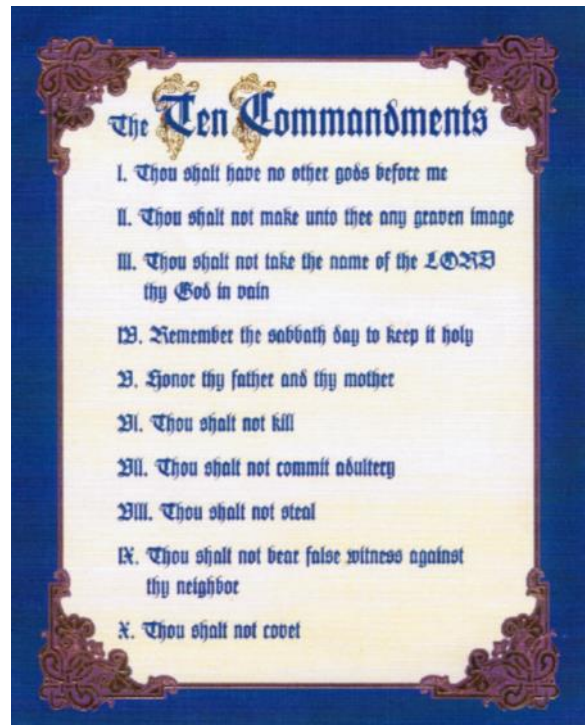 The Ten Commandments
I. Thou shalt have no other gods before me
II. Thou shalt not make unto thee any graven image
III. Thou shalt not take the name of the LORD
thy God in vain
IV. Remember the sabbath day to keep it holy
V. Honor thy father and thy mother
VI. Thou shalt not kill
VII. Thou shalt not commit adultery
VIII. Thou shalt not steal
IX. Thou shalt not bear false witness against
thy neighbor
X. Thou shalt not covet